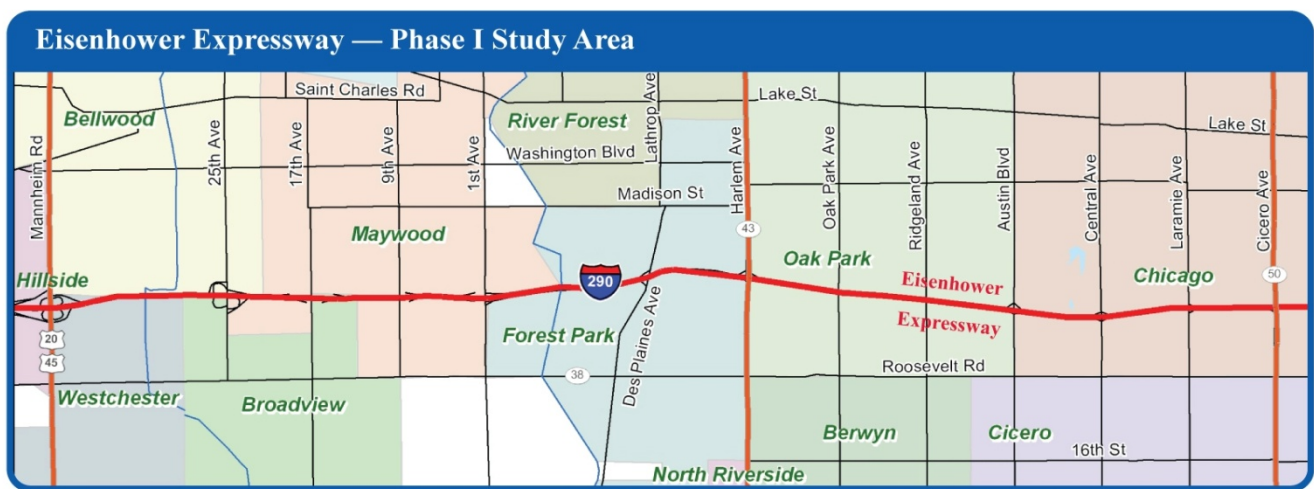 Eisenhower Expressway — Phase I Study Area
Saint Charles Rd
Lake St
Bellwood
River Forest
Lake St
Mannheim Rd
25th Ave
17th Ave
9th Ave
1st Ave
Washington Blvd
Lathrop Ave
Harlem Ave
Oak Park Ave
Ridgeland Ave
Austin Blvd
Central Ave
Laramie Ave
Cicero Ave
Madison St
Maywood
43
Oak Park
Hillside
290
Eisenhower
Chicago
50
Expressway
20
45
Forest Park
Des Plaines Ave
Roosevelt Rd
38
Westchester
Broadview
Berwyn
Cicero
16th St
North Riverside